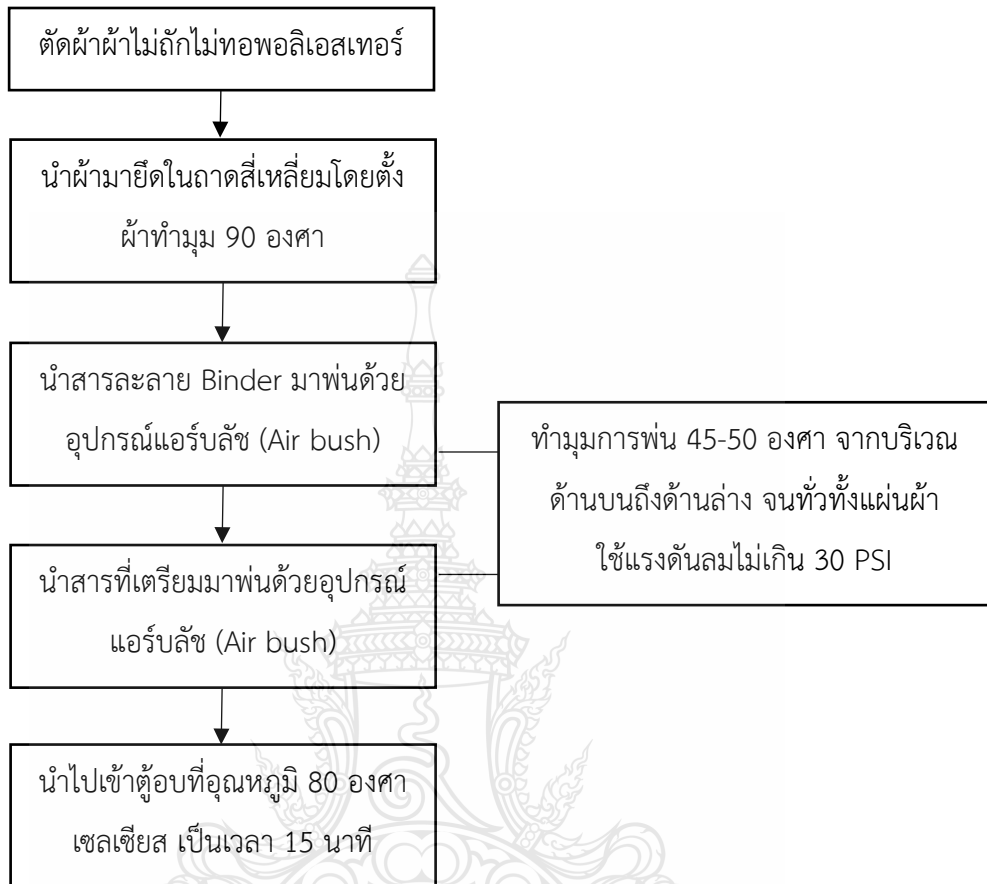 ตัดผ้าผ้าไม่ถักไม่ทอพอลิเอสเทอร์
นำผ้ามายึดในถาดสี่เหลี่ยมโดยตั้ง
ผ้าทำมุม 90 องศา
นำสารละลาย Binder มาพ่นด้วย
อุปกรณ์แอร์บลัช (Air bush)
ทำมุมการพ่น 45-50 องศา จากบริเวณ
ด้านบนถึงด้านล่าง จนทั่วทั้งแผ่นผ้า
ใช้แรงดันลมไม่เกิน 30 PSI
นำสารที่เตรียมมาพ่นด้วยอุปกรณ์
แอร์บลัช (Air bush)
นำไปเข้าตู้อบที่อุณหภูมิ 80 องศา
เซลเซียส เป็นเวลา 15 นาที